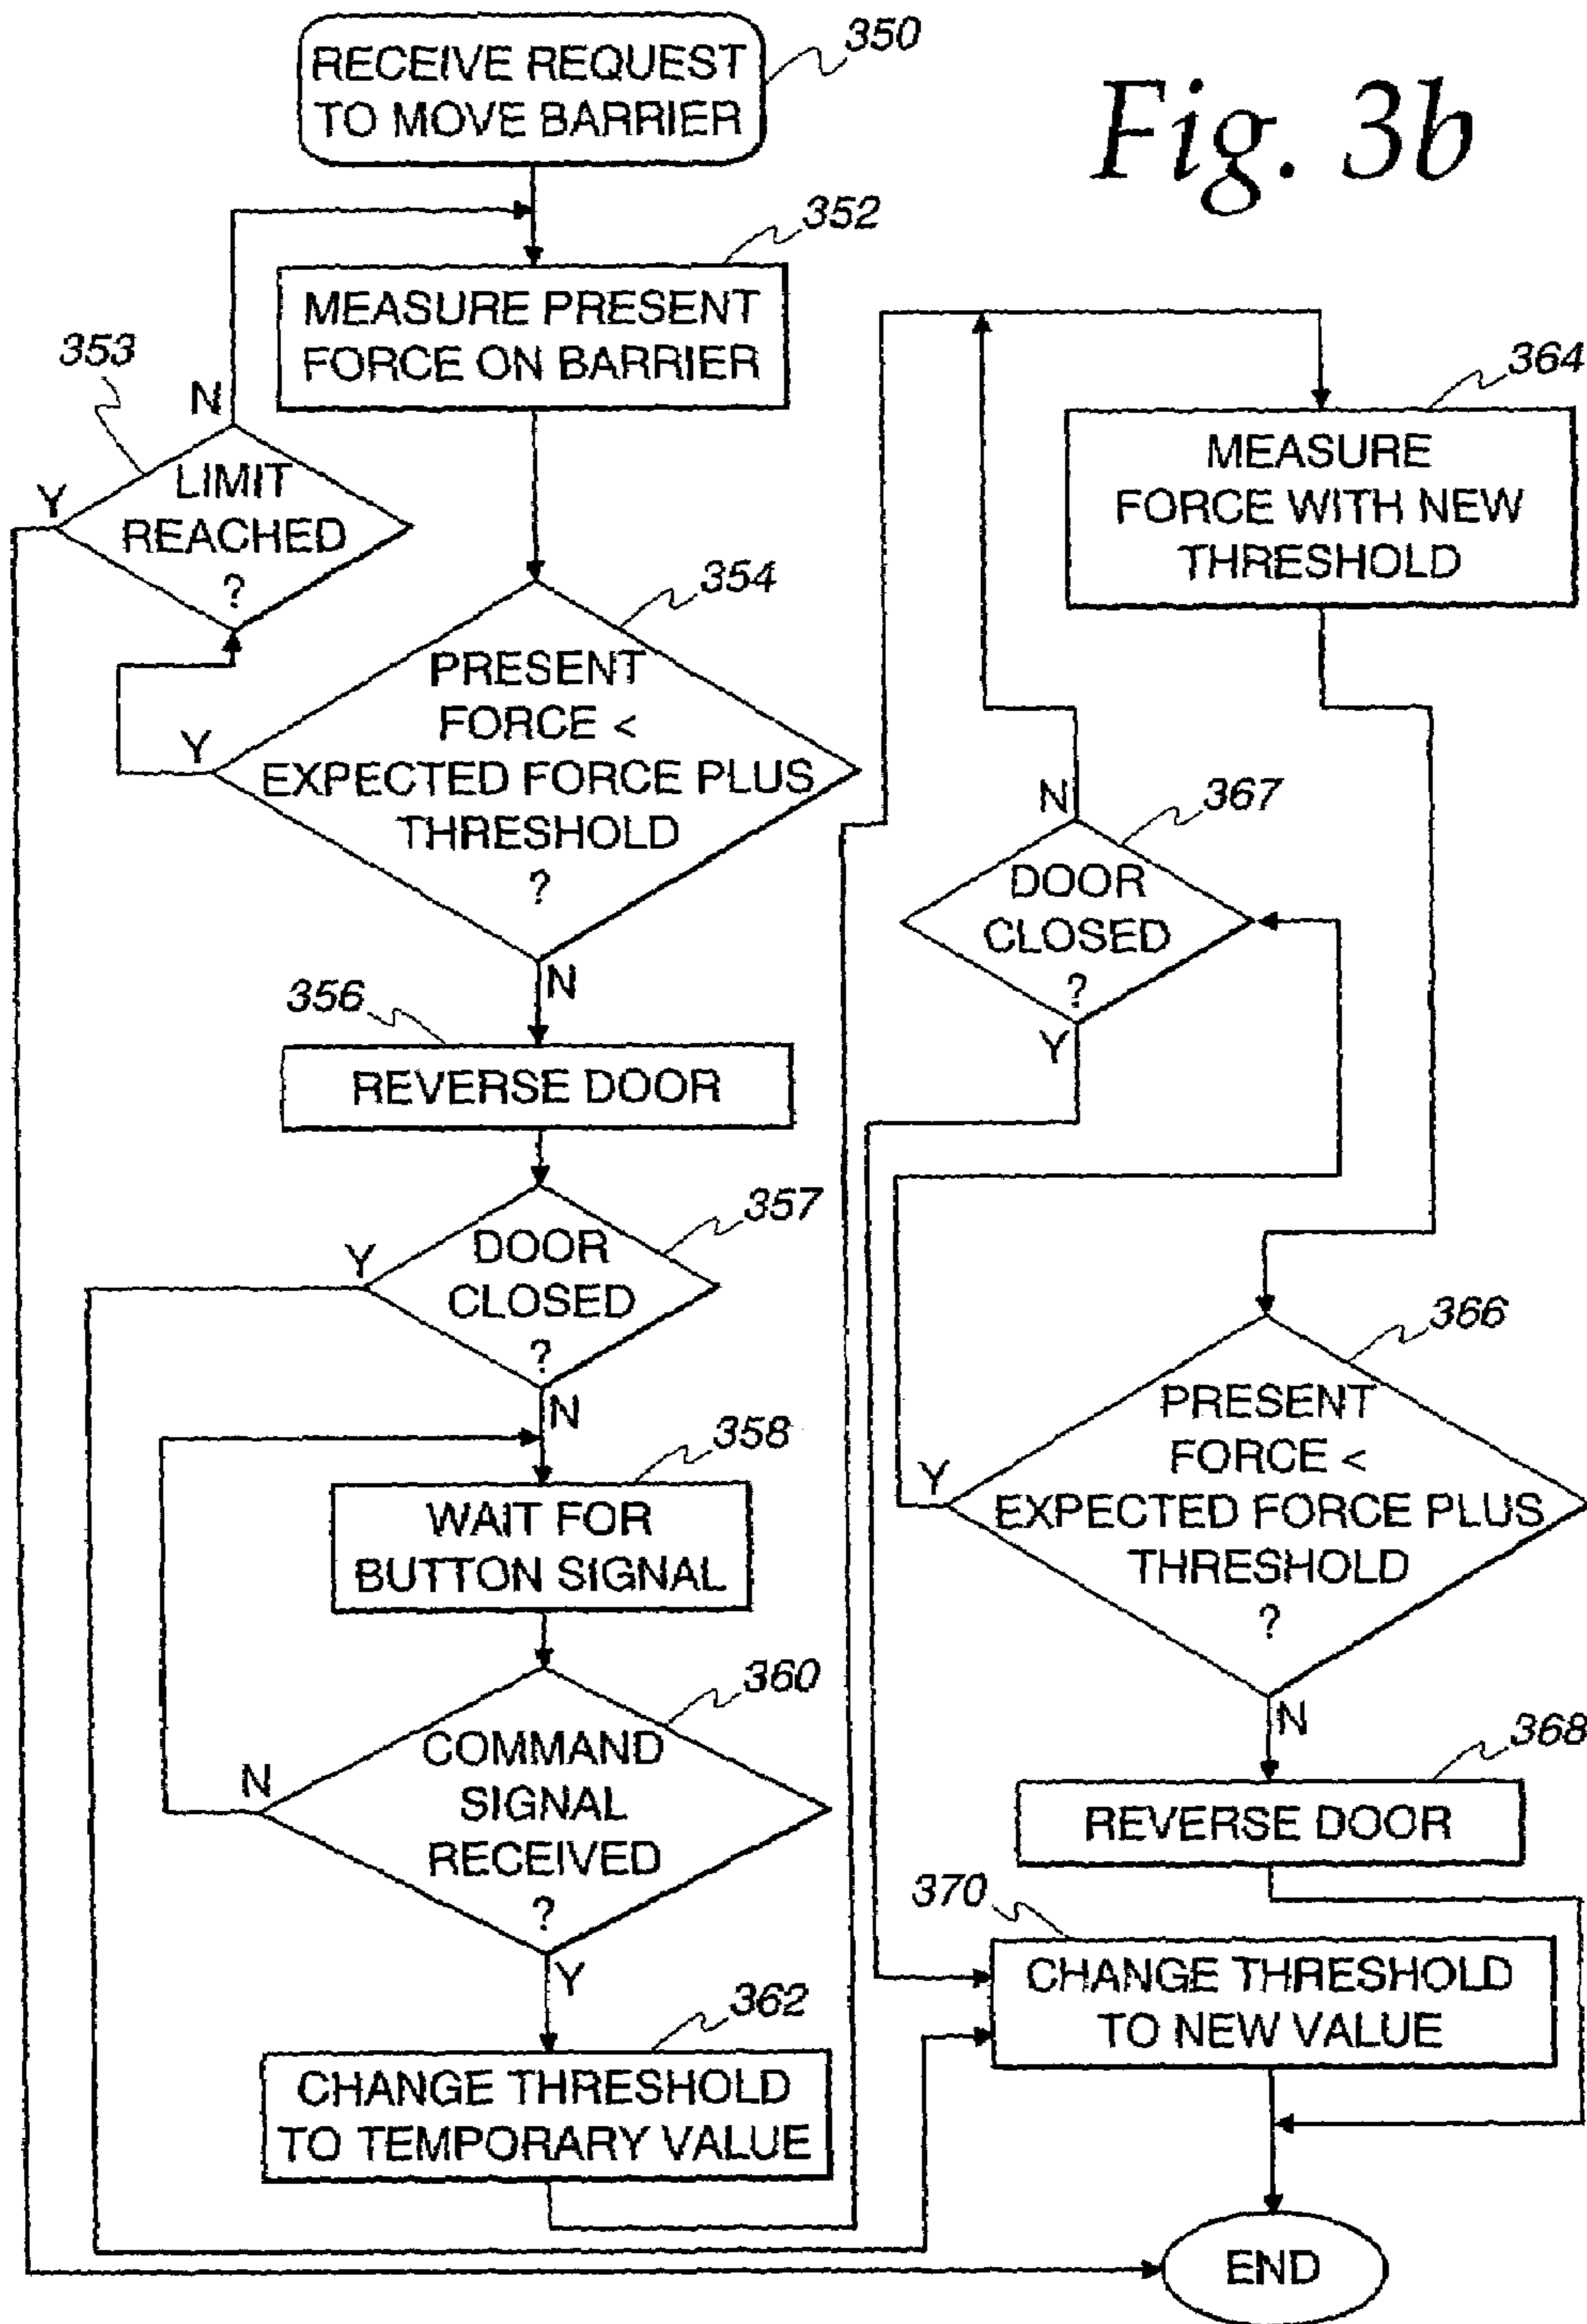 Fig. 3b
RECEIVE REQUEST
TO MOVE BARRIER
350
352
MEASURE PRESENT
FORCE ON BARRIER
353
N
Y
LIMIT
REACHED
?
354
PRESENT
FORCE <
EXPECTED FORCE PLUS
THRESHOLD
?
Y
N
356
REVERSE DOOR
357
DOOR
CLOSED
?
Y
N
358
WAIT FOR
BUTTON SIGNAL
360
COMMAND
SIGNAL
RECEIVED
?
N
Y
362
CHANGE THRESHOLD
TO TEMPORARY VALUE
364
MEASURE
FORCE WITH NEW
THRESHOLD
367
N
DOOR
CLOSED
?
Y
366
PRESENT
FORCE <
EXPECTED FORCE PLUS
THRESHOLD
?
Y
N
368
REVERSE DOOR
370
CHANGE THRESHOLD
TO NEW VALUE
END